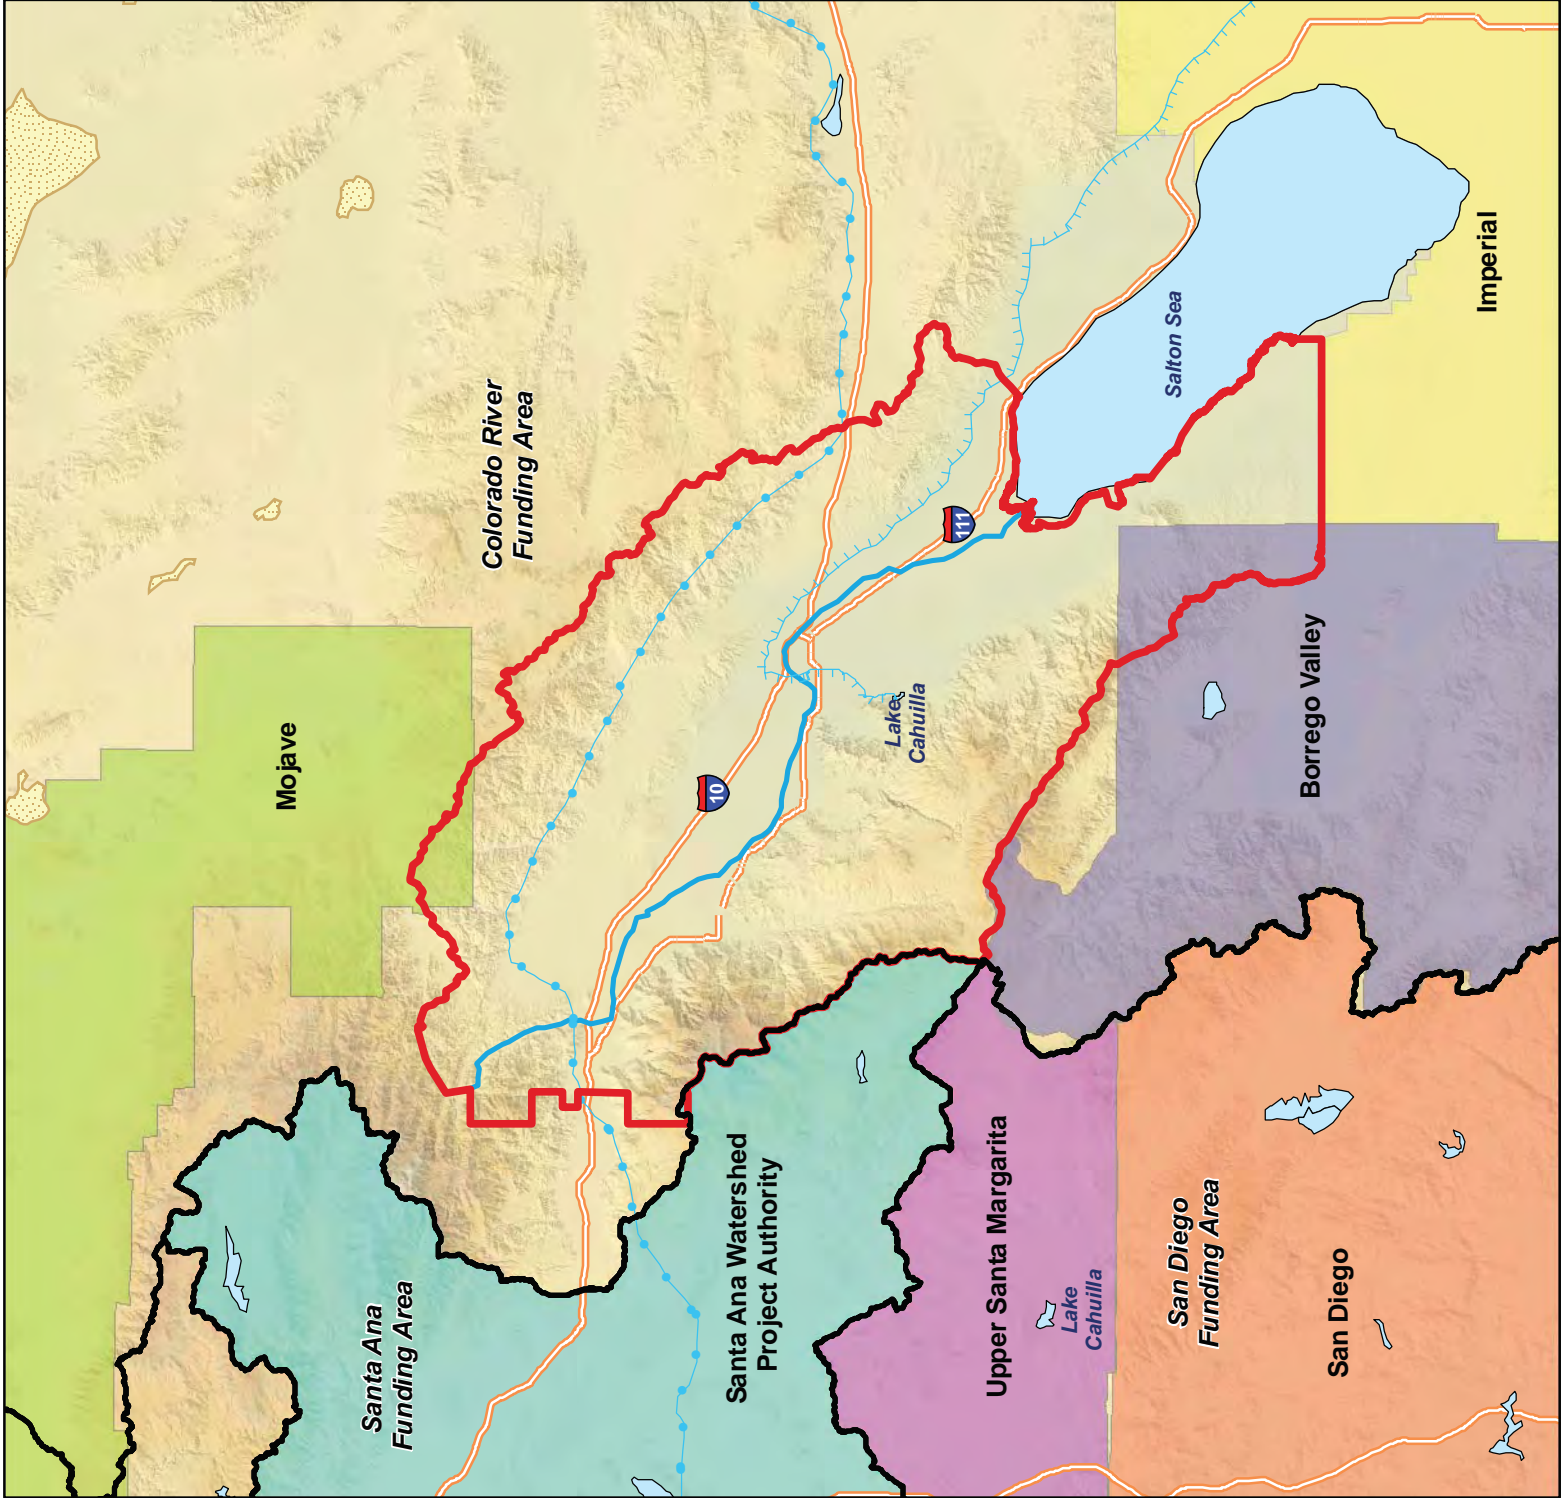 Colorado River
Funding Area
Mojave
Imperial
Salton Sea
111
10
Lake
Cahuilla
Borrego Valley
Santa Ana
Funding Area
Santa Ana Watershed
Project Authority
Upper Santa Margarita
Lake
Cahuilla
San Diego
Funding Area
San Diego